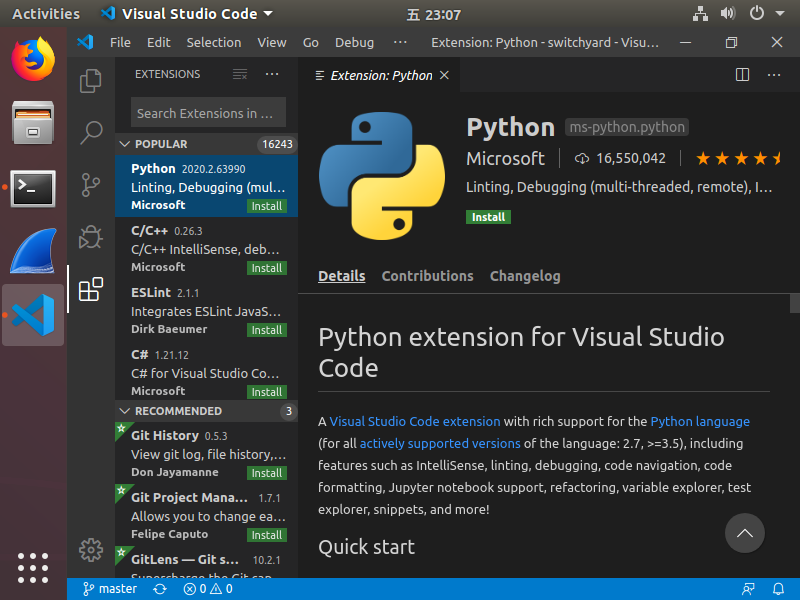 Activities
Visual Studio Code
五 23:07
File Edit Selection View Go Debug ···
Extension: Python - switchyard - Visu...
EXTENSIONS
Search Extensions in ...
POPULAR 16243
Python 2020.2.63990
Linting, Debugging (mul...
Microsoft Install
C/C++ 0.26.3
C/C++ IntelliSense, deb...
Microsoft Install
ESLint 2.1.1
Integrates ESLint JavaS...
Dirk Baeumer Install
C# 1.21.12
C# for Visual Studio Co...
Microsoft Install
RECOMMENDED 3
Git History 0.5.3
View git log, file history,...
Don Jayamanne Install
Git Project Mana... 1.7.1
Allows you to change ea...
Felipe Caputo Install
GitLens — Git s... 10.2.1
Supercharge the Git cap...
Extension: Python
Python ms-python.python
Microsoft 16,550,042
Linting, Debugging (multi-threaded, remote), I...
Install
Details Contributions Changelog
Python extension for Visual Studio
Code
A Visual Studio Code extension with rich support for the Python language
(for all actively supported versions of the language: 2.7, >=3.5), including
features such as IntelliSense, linting, debugging, code navigation, code
formatting, Jupyter notebook support, refactoring, variable explorer, test
explorer, snippets, and more!
Quick start
master 0 0